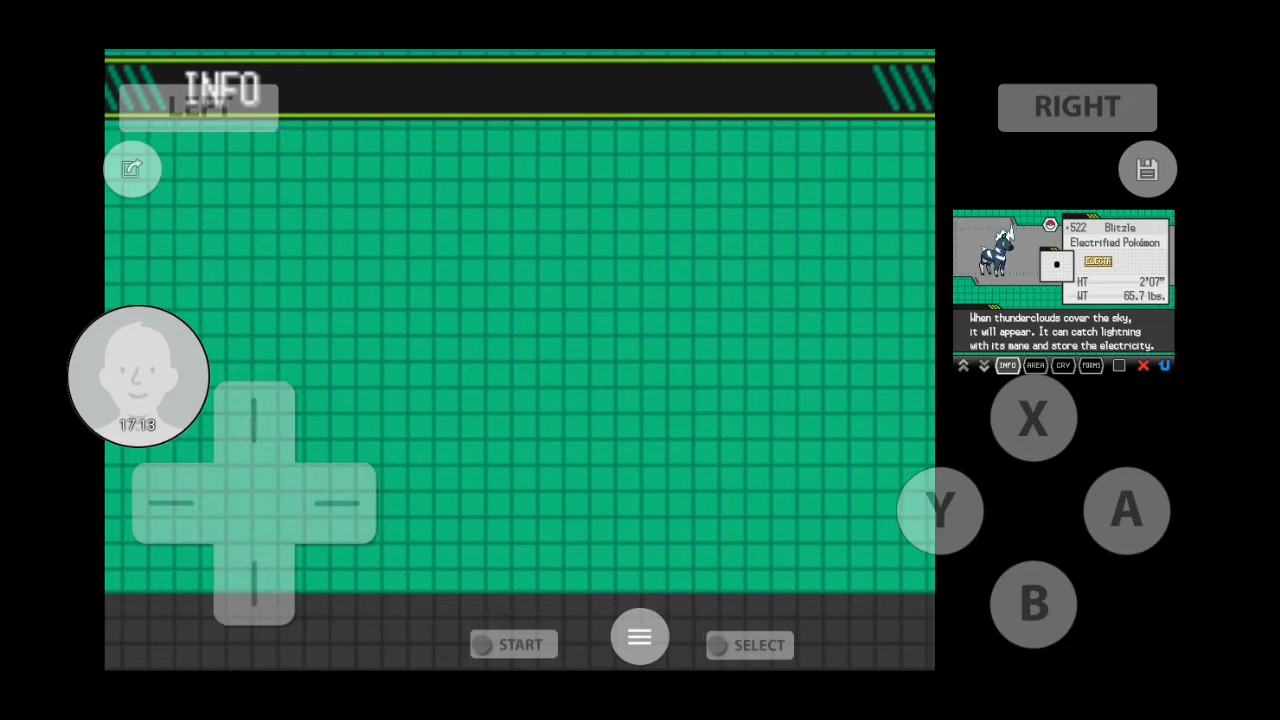 INFO
LEFT
RIGHT
522 Blitzle
Electrified Pokémon
ELECTR
HT 2'07"
WT 65.7 lbs.
When thunderclouds cover the sky,
it will appear. It can catch lightning
with its mane and store the electricity.
INFO AREA CRY FORMS
17:13
X
Y
A
B
START
SELECT